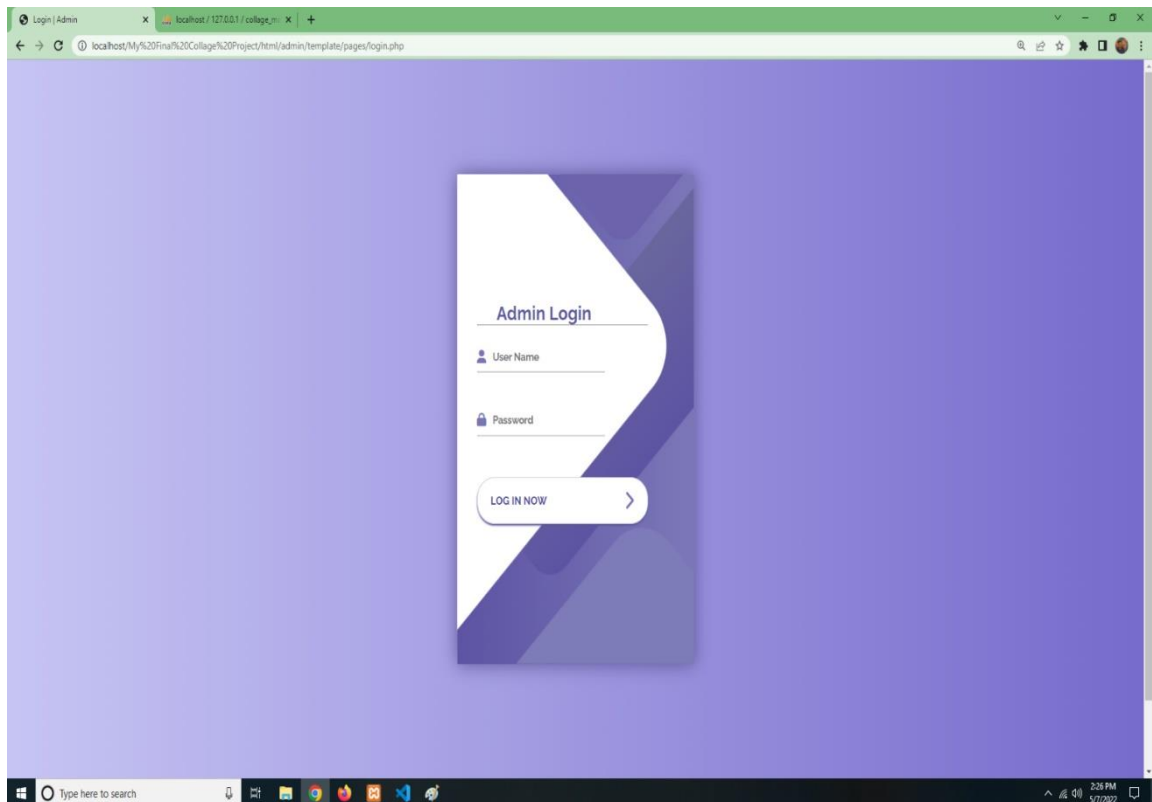 Login | Admin
localhost / 127.0.0.1 / collage_m
localhost/My%20Final%20Collage%20Project/html/admin/template/pages/login.php
Admin Login
User Name
Password
LOG IN NOW
Type here to search
2:26 PM
5/7/2022